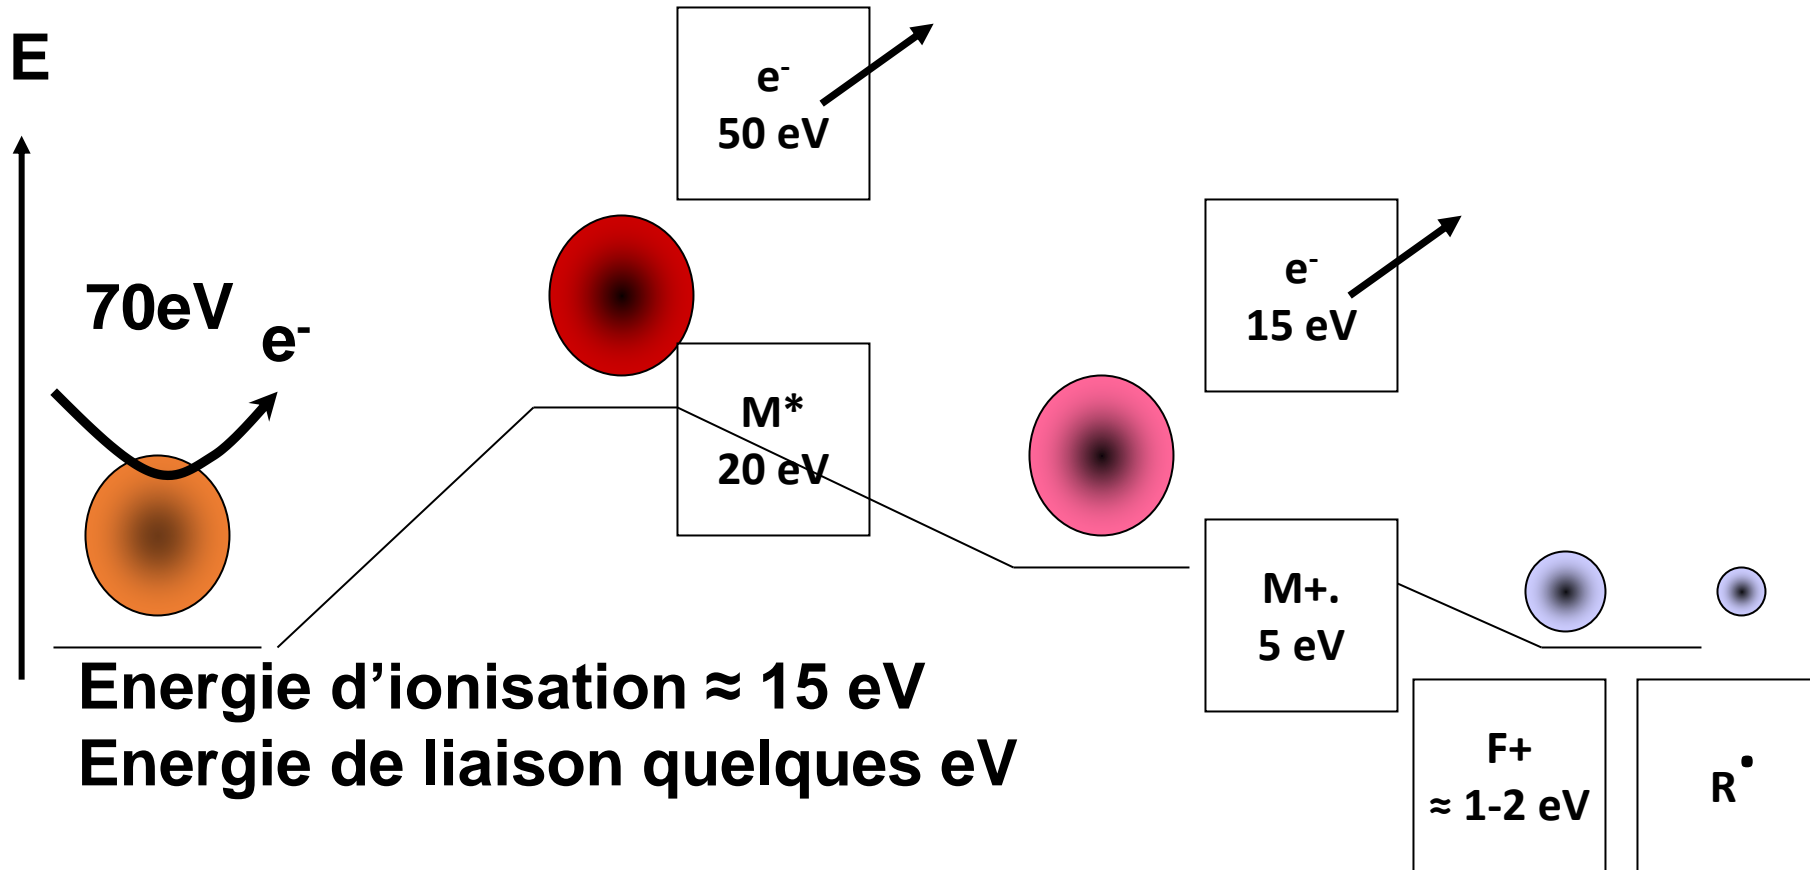 E
e-
50 eV
70eV e-
e-
15 eV
M*
20 eV
M+.
5 eV
Energie d’ionisation ≈ 15 eV
Energie de liaison quelques eV
F+
≈ 1-2 eV
R•